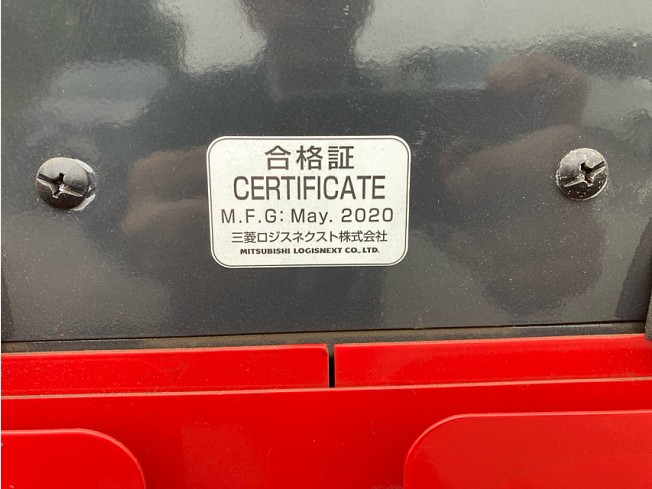 合格証
CERTIFICATE
M.F.G: May. 2020
三菱ロジスネクスト株式会社
MITSUBISHI LOGISNEXT CO., LTD.